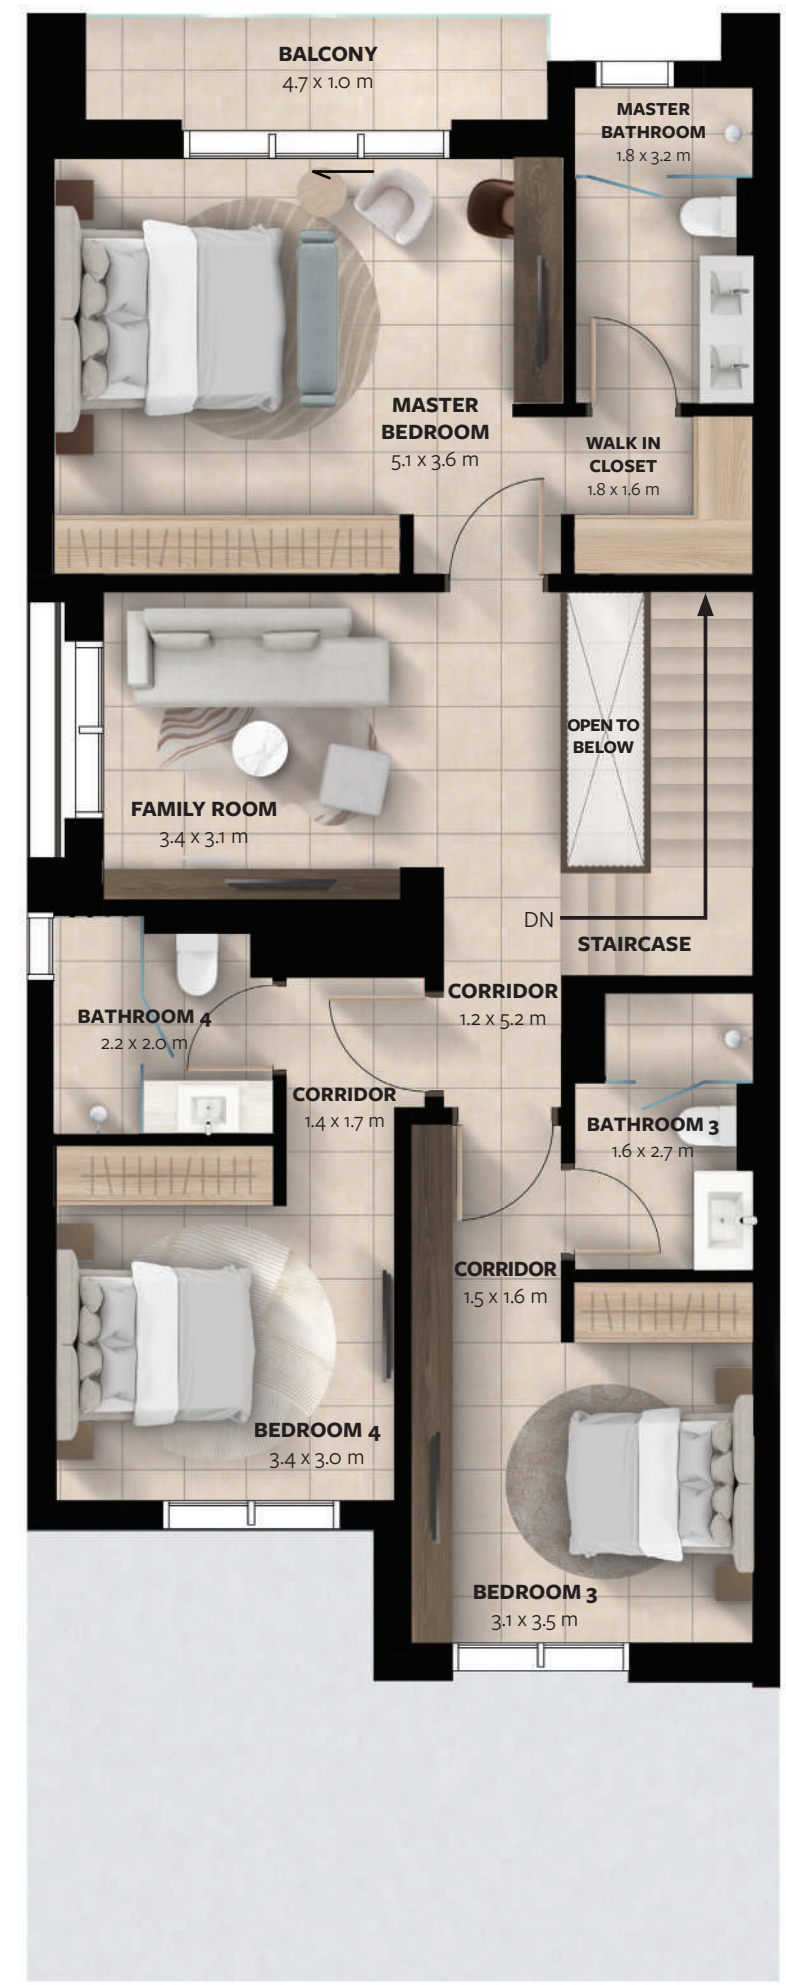 BALCONY
4.7 x 1.0 m
MASTER
BATHROOM
1.8 x 3.2 m
MASTER
BEDROOM
5.1 x 3.6 m
WALK IN
CLOSET
1.8 x 1.6 m
OPEN TO
BELOW
FAMILY ROOM
3.4 x 3.1 m
DN
STAIRCASE
CORRIDOR
1.2 x 5.2 m
BATHROOM 4
2.2 x 2.0 m
CORRIDOR
1.4 x 1.7 m
BATHROOM 3
1.6 x 2.7 m
CORRIDOR
1.5 x 1.6 m
BEDROOM 4
3.4 x 3.0 m
BEDROOM 3
3.1 x 3.5 m